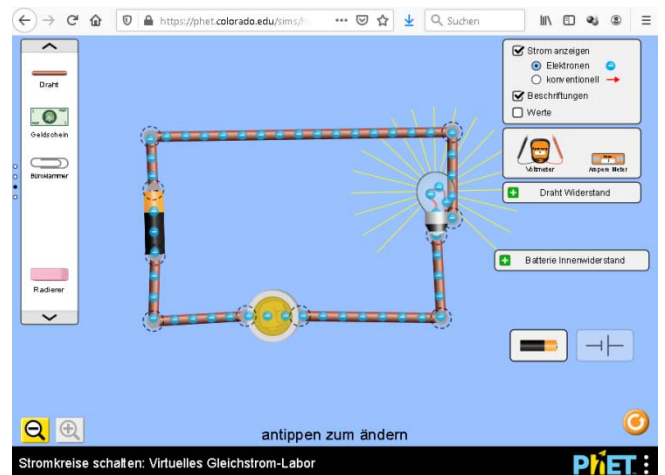 https://phet.colorado.edu/sims/h
Suchen
Draht
Geldschein
Büroklammer
Radierer
Strom anzeigen
Elektronen
konventionell
Beschriftungen
Werte
Voltmeter
Ampere Meter
Draht Widerstand
Batterie Innenwiderstand
antippen zum ändern
Stromkreise schalten: Virtuelles Gleichstrom-Labor
PhET